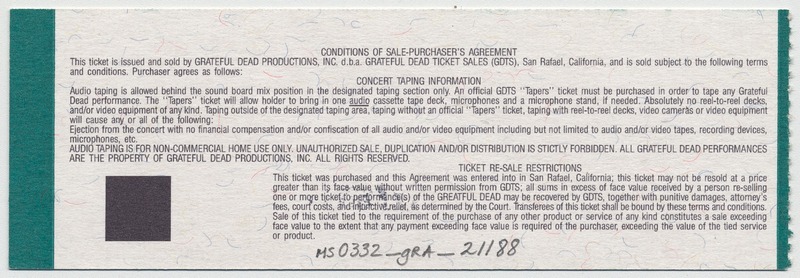 CONDITIONS OF SALE-PURCHASER'S AGREEMENT
This ticket is issued and sold by GRATEFUL DEAD PRODUCTIONS, INC. d.b.a. GRATEFUL DEAD TICKET SALES (GDTS), San Rafael, California, and is sold subject to the following terms
and conditions. Purchaser agrees as follows:
CONCERT TAPING INFORMATION
Audio taping is allowed behind the sound board mix position in the designated taping section only. An official GDTS "Tapers" ticket must be purchased in order to tape any Grateful
Dead performance. The "Tapers" ticket will allow holder to bring in one audio cassette tape deck, microphones and a microphone stand, if needed. Absolutely no reel-to-reel decks,
and/or video equipment of any kind. Taping outside of the designated taping area, taping without an official "Tapers" ticket, taping with reel-to-reel decks, video cameras or video equipment
will cause any or all of the following:
Ejection from the concert with no financial compensation and/or confiscation of all audio and/or video equipment including but not limited to audio and/or video tapes, recording devices,
microphones, etc.
AUDIO TAPING IS FOR NON-COMMERCIAL HOME USE ONLY. UNAUTHORIZED SALE, DUPLICATION AND/OR DISTRIBUTION IS STICTLY FORBIDDEN. ALL GRATEFUL DEAD PERFORMANCES
ARE THE PROPERTY OF GRATEFUL DEAD PRODUCTIONS, INC. ALL RIGHTS RESERVED.
TICKET RE-SALE RESTRICTIONS
This ticket was purchased and this Agreement was entered into in San Rafael, California; this ticket may not be resold at a price
greater than its face value without written permission from GDTS; all sums in excess of face value received by a person re-selling
one or more ticket to performance(s) of the GREATFUL DEAD may be recovered by GDTS, together with punitive damages, attorney's
fees, court costs, and injunctive relief, as determined by the Court. Transferees of this ticket shall be bound by these terms and conditions.
Sale of this ticket tied to the requirement of the purchase of any other product or service of any kind constitutes a sale exceeding
face value to the extent that any payment exceeding face value is required of the purchaser, exceeding the value of the tied service
or product.
MS0332_gRA_21188